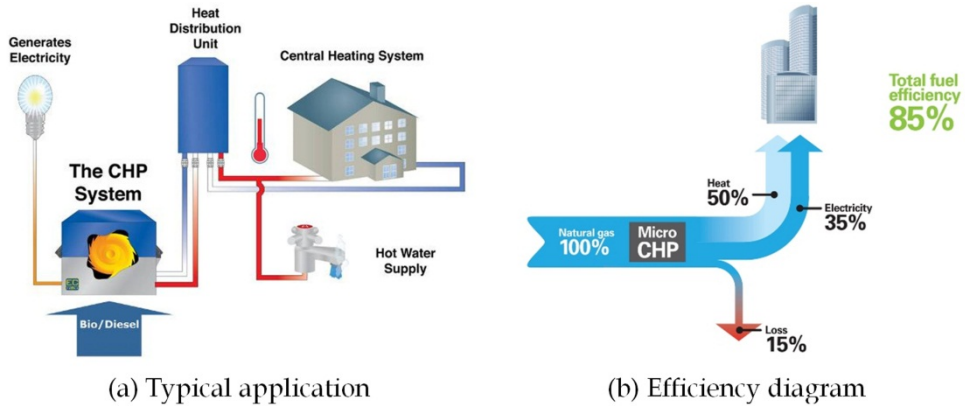 Generates
Electricity
Heat
Distribution
Unit
Central Heating System
The CHP
System
Hot Water
Supply
Bio/Diesel
(a) Typical application
Total fuel
efficiency
85%
Heat
50%
Electricity
35%
Natural gas
100%
Micro
CHP
Loss
15%
(b) Efficiency diagram